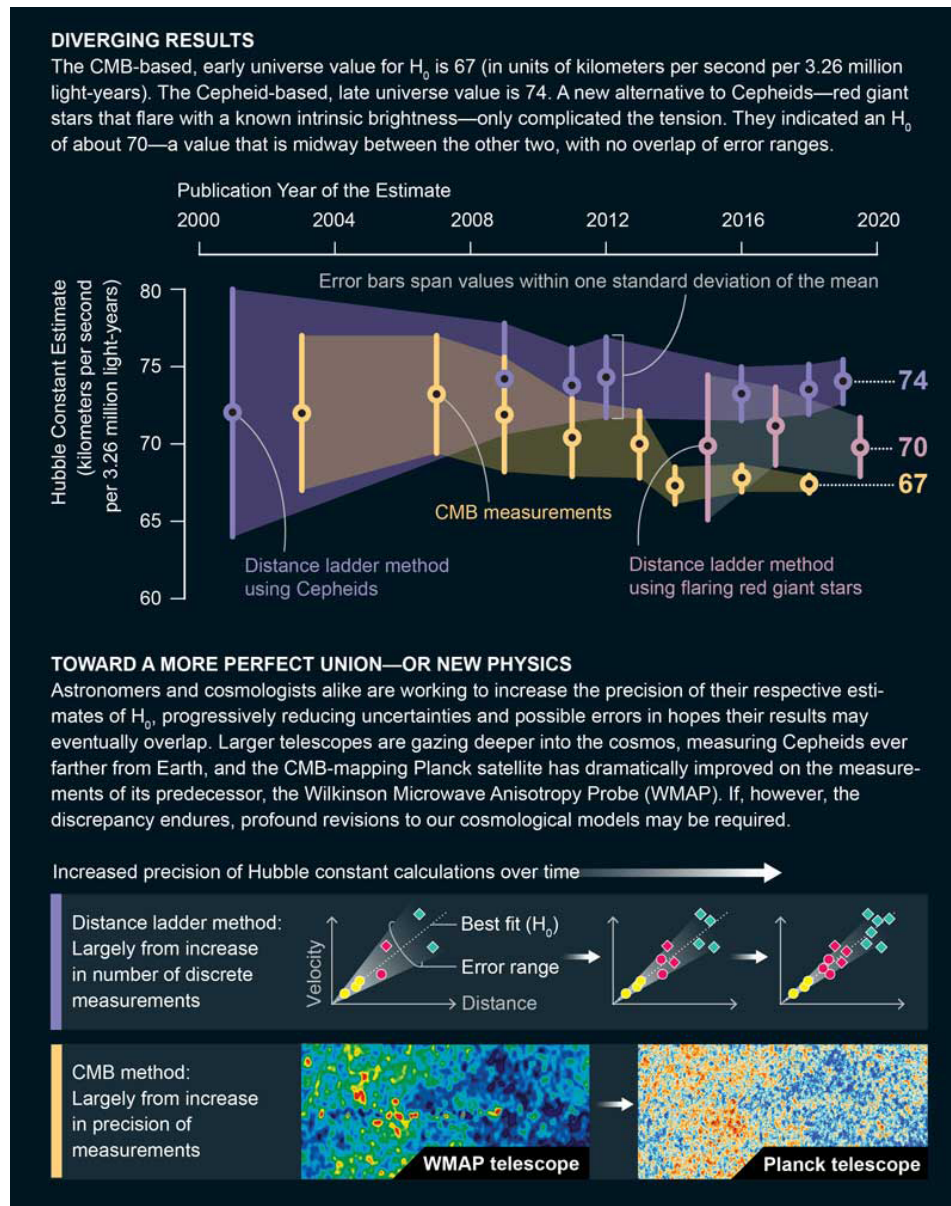 DIVERGING RESULTS
The CMB-based, early universe value for H₀ is 67 (in units of kilometers per second per 3.26 million
light-years). The Cepheid-based, late universe value is 74. A new alternative to Cepheids—red giant
stars that flare with a known intrinsic brightness—only complicated the tension. They indicated an H₀
of about 70—a value that is midway between the other two, with no overlap of error ranges.
Publication Year of the Estimate
2000 2004 2008 2012 2016 2020
Hubble Constant Estimate
(kilometers per second
per 3.26 million light-years)
80
75
70
65
60
Error bars span values within one standard deviation of the mean
74
70
67
CMB measurements
Distance ladder method
using Cepheids
Distance ladder method
using flaring red giant stars
TOWARD A MORE PERFECT UNION—OR NEW PHYSICS
Astronomers and cosmologists alike are working to increase the precision of their respective esti-
mates of H₀, progressively reducing uncertainties and possible errors in hopes their results may
eventually overlap. Larger telescopes are gazing deeper into the cosmos, measuring Cepheids ever
farther from Earth, and the CMB-mapping Planck satellite has dramatically improved on the measure-
ments of its predecessor, the Wilkinson Microwave Anisotropy Probe (WMAP). If, however, the
discrepancy endures, profound revisions to our cosmological models may be required.
Increased precision of Hubble constant calculations over time
Distance ladder method:
Largely from increase
in number of discrete
measurements
Velocity
Best fit (H₀)
Error range
Distance
CMB method:
Largely from increase
in precision of
measurements
WMAP telescope
Planck telescope